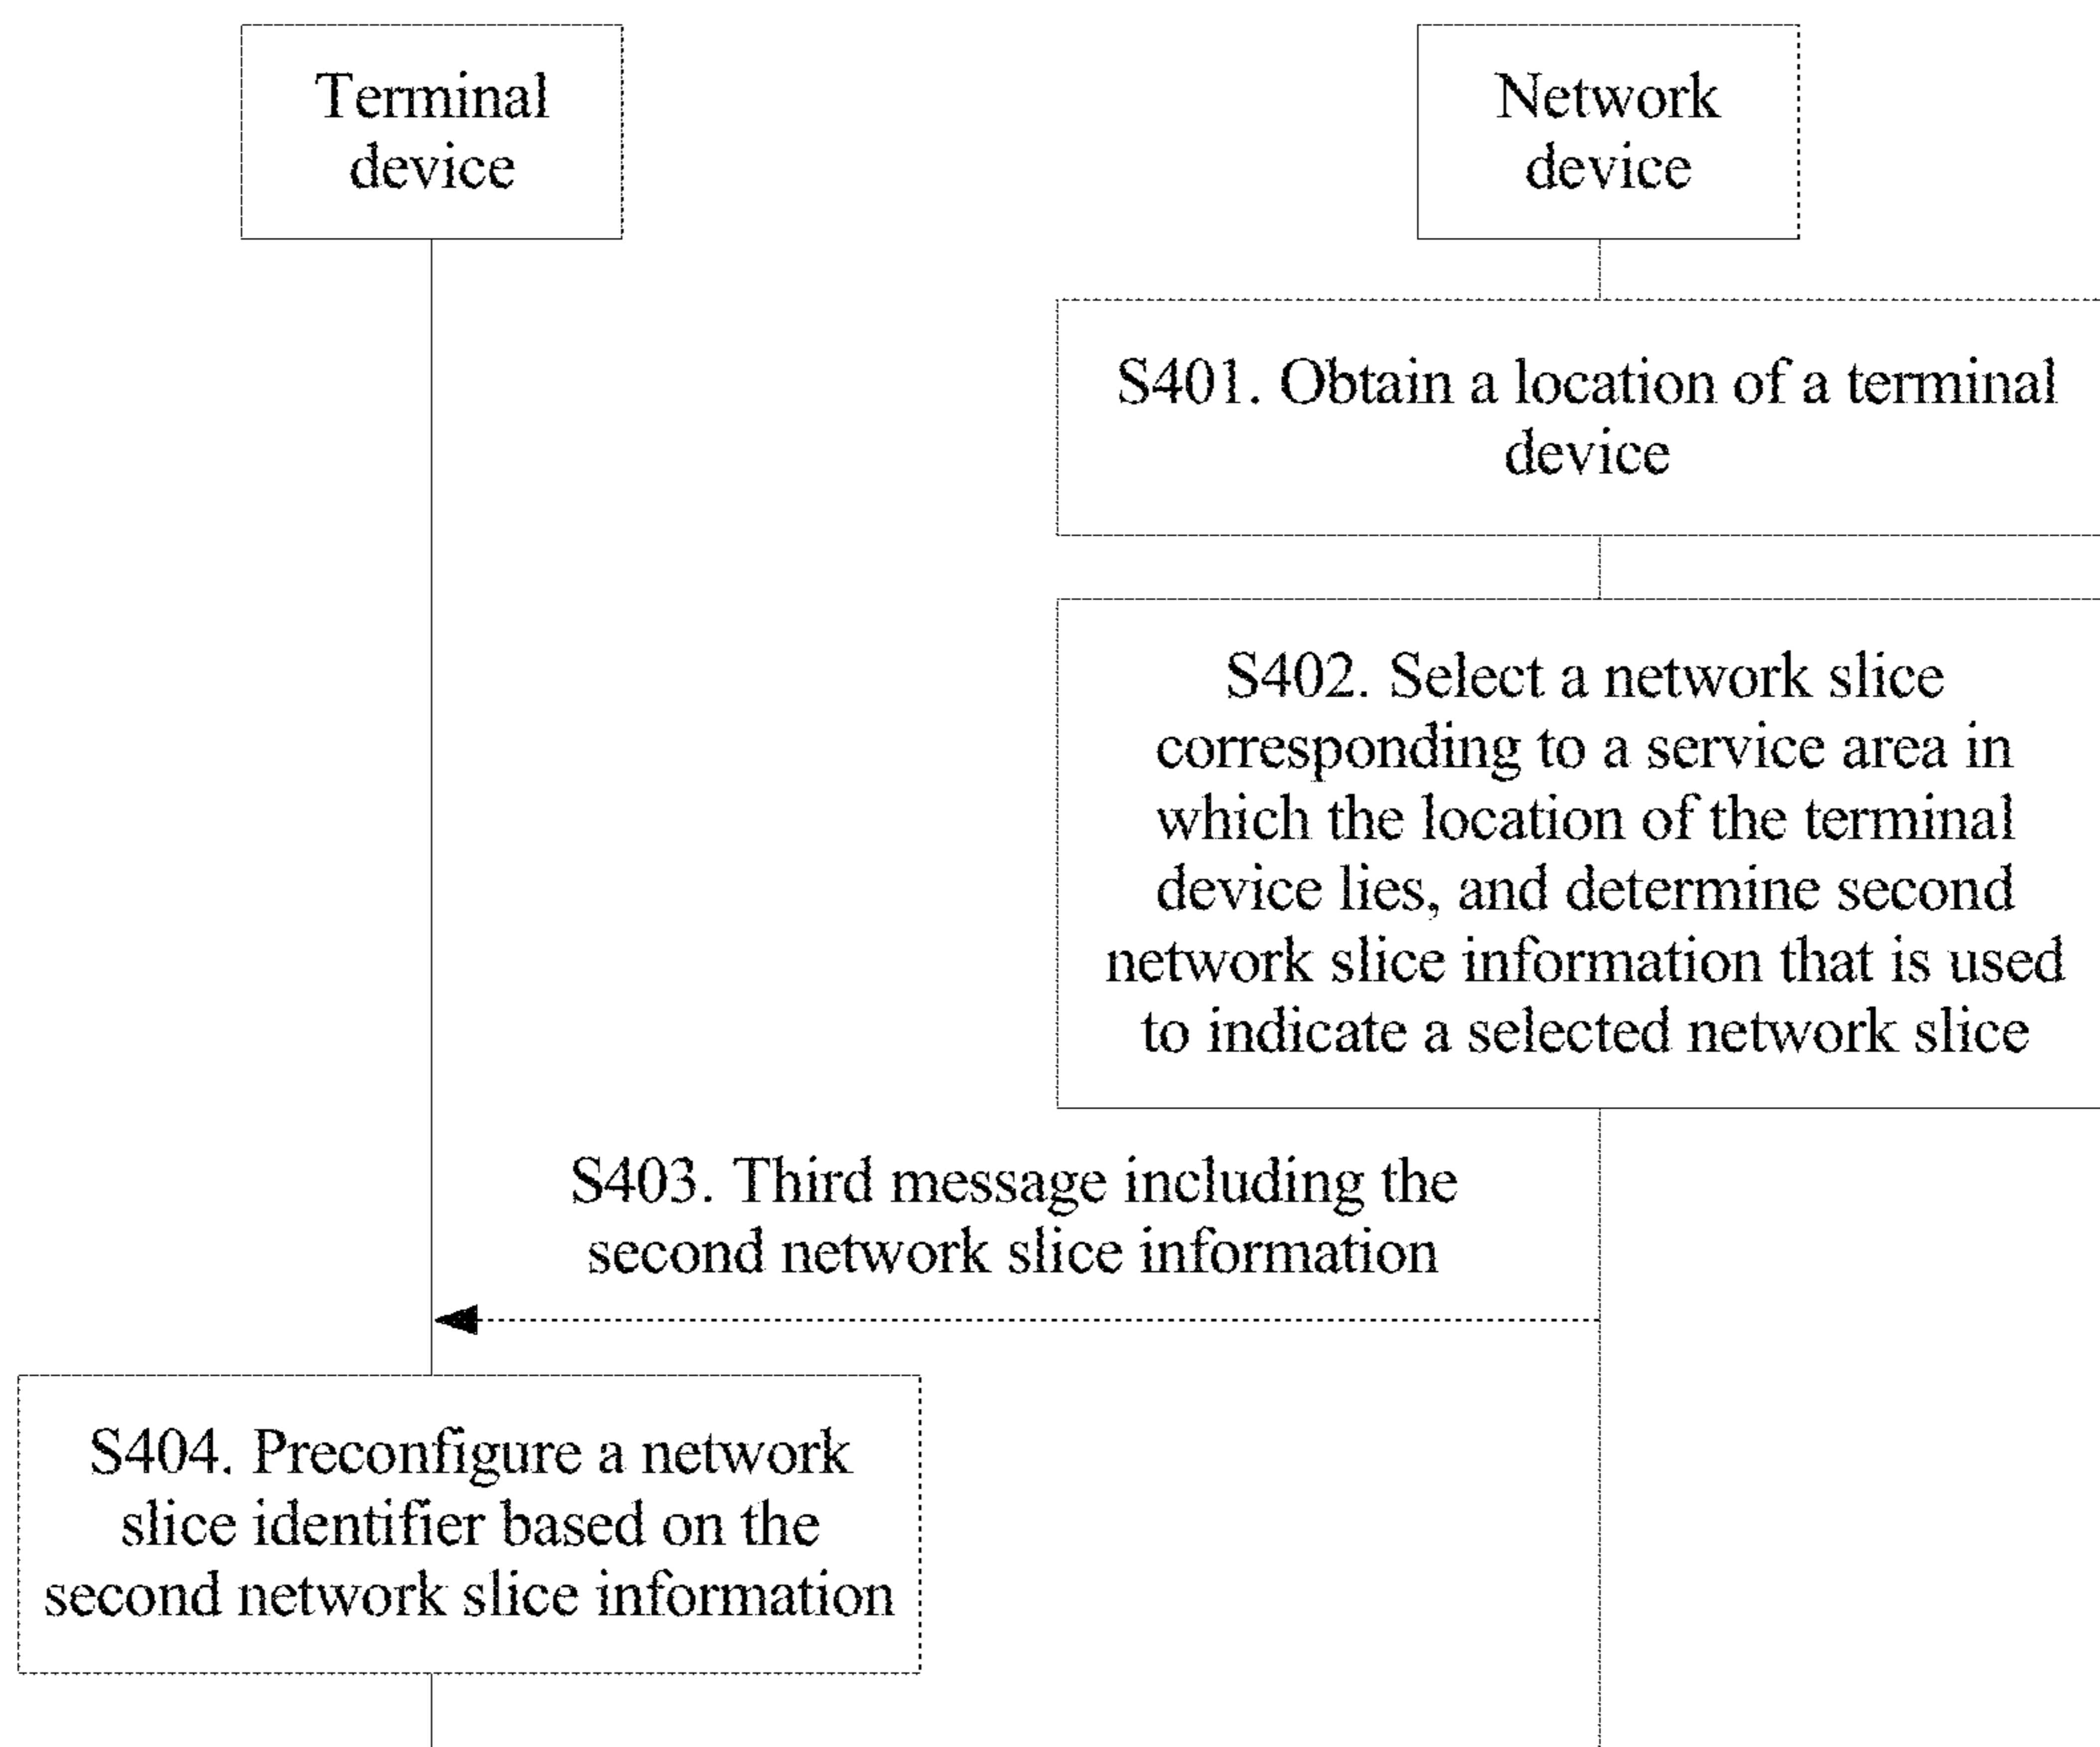 Terminal
device
Network
device
S401. Obtain a location of a terminal
device
S402. Select a network slice
corresponding to a service area in
which the location of the terminal
device lies, and determine second
network slice information that is used
to indicate a selected network slice
S403. Third message including the
second network slice information
S404. Preconfigure a network
slice identifier based on the
second network slice information